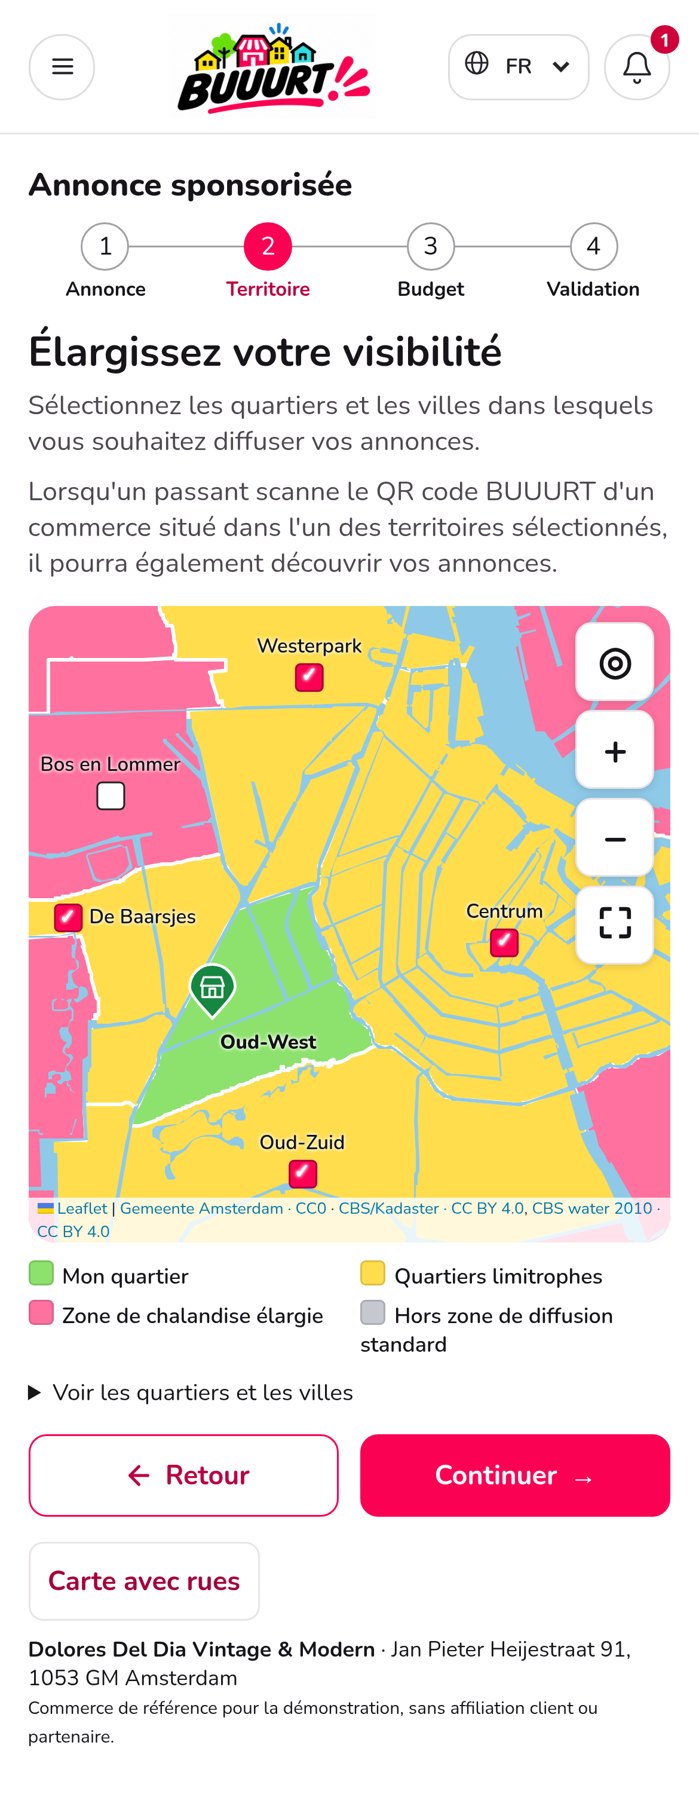 BUUURT!
FR
1
Annonce sponsorisée
1
2
3
4
Annonce
Territoire
Budget
Validation
Élargissez votre visibilité
Sélectionnez les quartiers et les villes dans lesquels
vous souhaitez diffuser vos annonces.
Lorsqu'un passant scanne le QR code BUUURT d'un
commerce situé dans l'un des territoires sélectionnés,
il pourra également découvrir vos annonces.
Westerpark
Bos en Lommer
De Baarsjes
Centrum
Oud-West
Oud-Zuid
Leaflet | Gemeente Amsterdam · CC0 · CBS/Kadaster · CC BY 4.0, CBS water 2010 ·
CC BY 4.0
Mon quartier
Quartiers limitrophes
Zone de chalandise élargie
Hors zone de diffusion
standard
▶ Voir les quartiers et les villes
← Retour
Continuer →
Carte avec rues
Dolores Del Dia Vintage & Modern · Jan Pieter Heijestraat 91,
1053 GM Amsterdam
Commerce de référence pour la démonstration, sans affiliation client ou
partenaire.